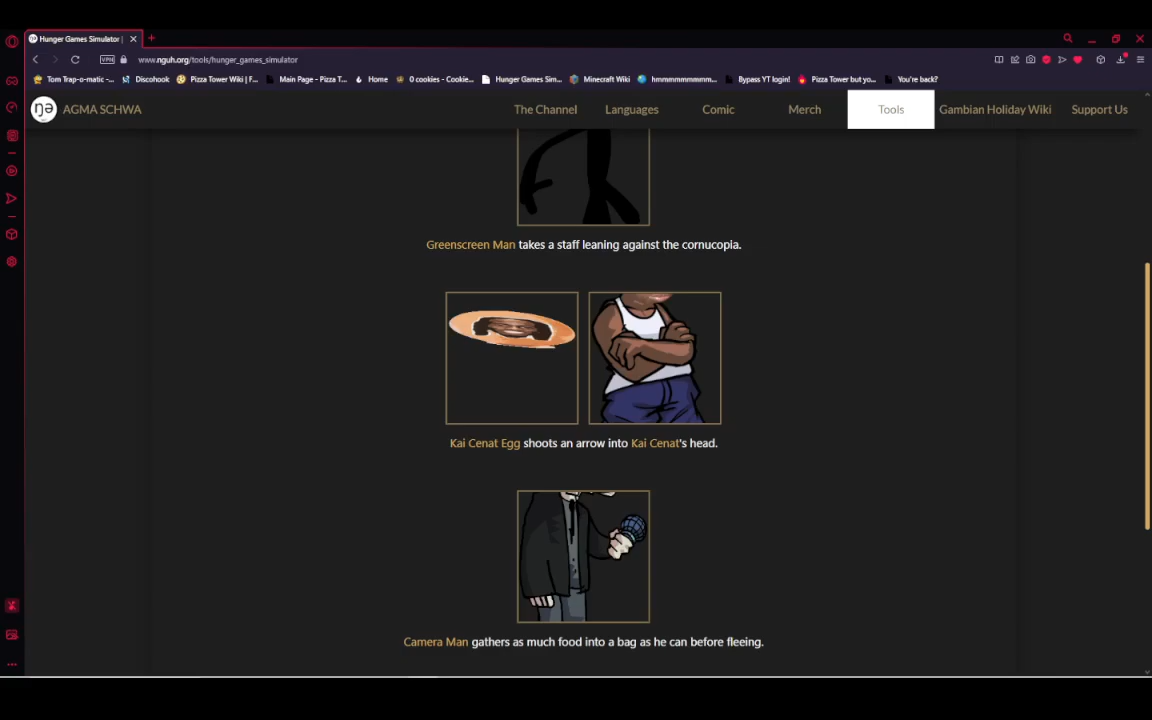 Hunger Games Simulator |
VPN
www.nguh.org/tools/hunger_games_simulator
Tom Trap-o-matic -... Discohook Pizza Tower Wiki | F... Main Page - Pizza T... Home 0 cookies - Cookie... Hunger Games Sim... Minecraft Wiki hmmmmmmmmm... Bypass YT login! Pizza Tower but yo... You're back?
ŋə AGMA SCHWA The Channel Languages Comic Merch Tools Gambian Holiday Wiki Support Us
Greenscreen Man takes a staff leaning against the cornucopia.
Kai Cenat Egg shoots an arrow into Kai Cenat's head.
Camera Man gathers as much food into a bag as he can before fleeing.